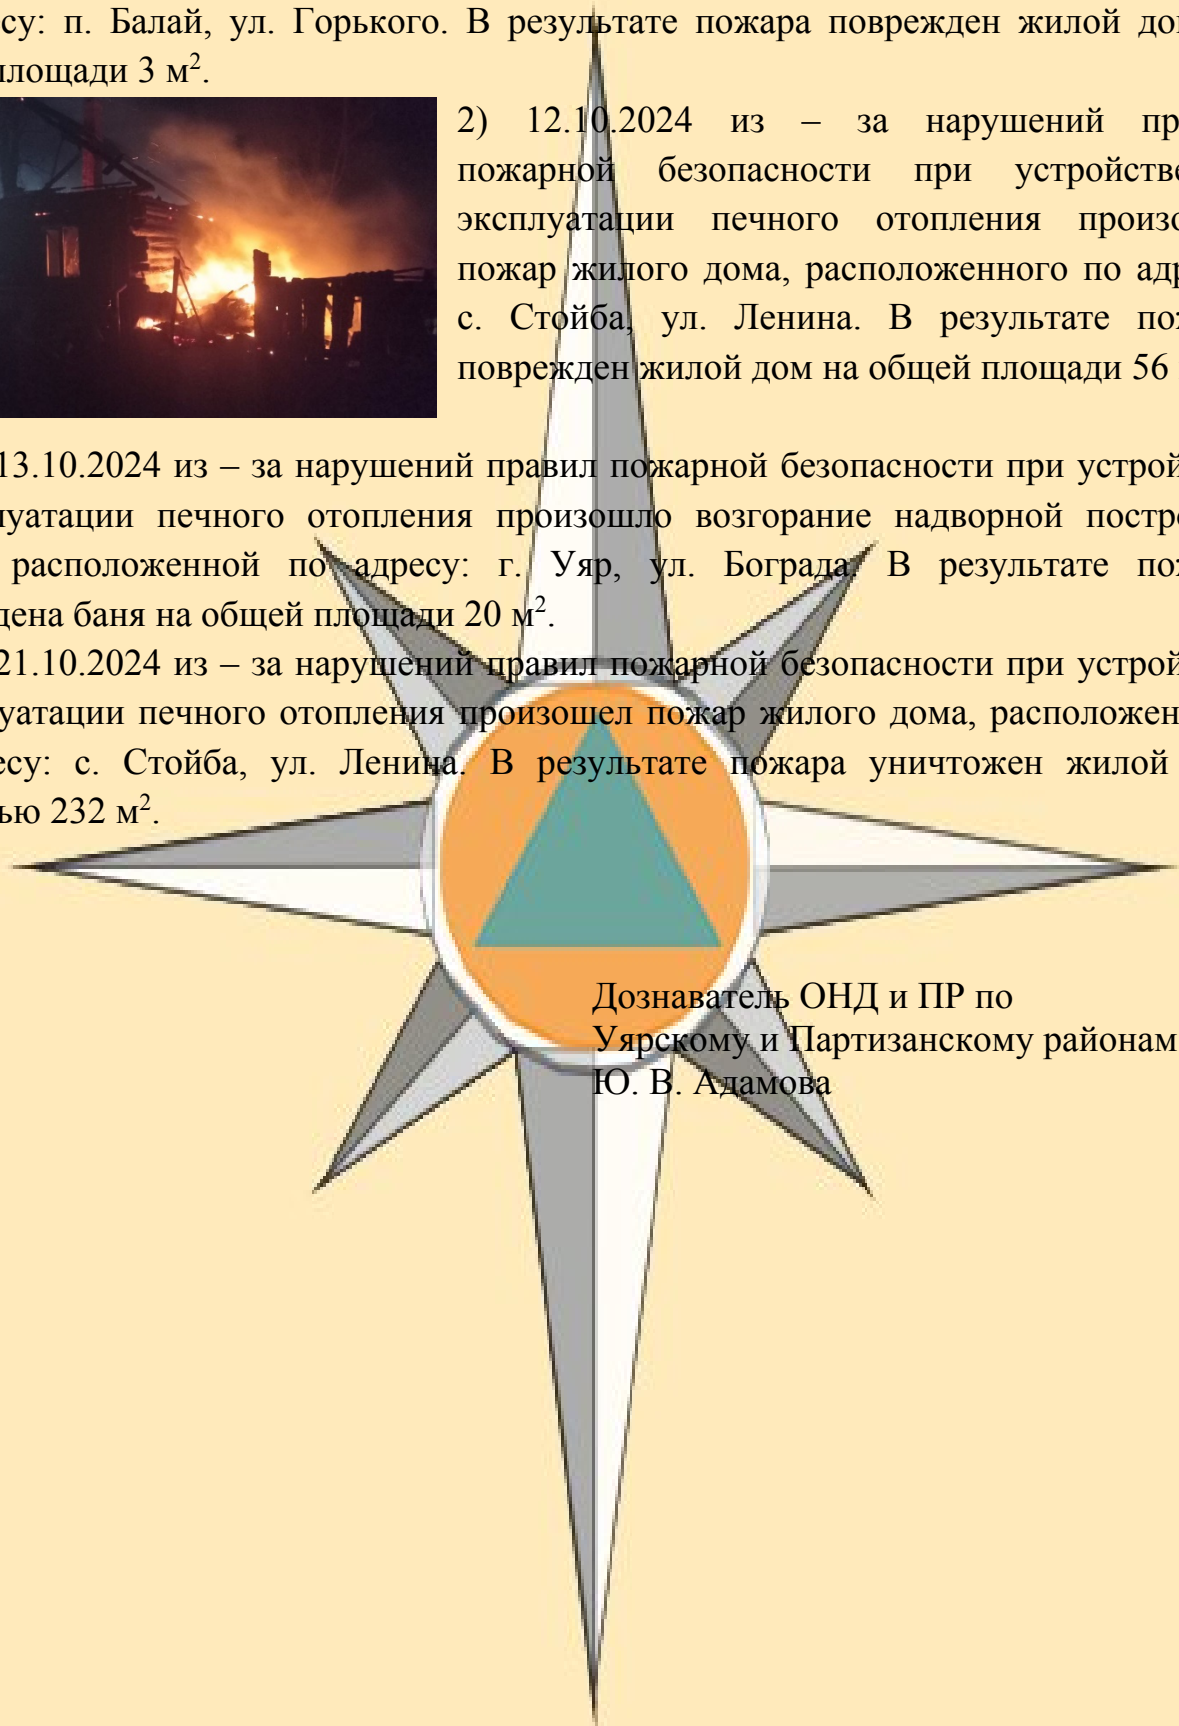 су: п. Балай, ул. Горького. В результате пожара поврежден жилой до
площади 3 м².
2) 12.10.2024 из – за нарушений пр
пожарной безопасности при устройстве
эксплуатации печного отопления произо
пожар жилого дома, расположенного по адр
с. Стойба, ул. Ленина. В результате по
поврежден жилой дом на общей площади 56
13.10.2024 из – за нарушений правил пожарной безопасности при устрой
луатации печного отопления произошло возгорание надворной постро
расположенной по адресу: г. Уяр, ул. Бограда. В результате по
дена баня на общей площади 20 м².
21.10.2024 из – за нарушений правил пожарной безопасности при устрой
уатации печного отопления произошел пожар жилого дома, расположен
есу: с. Стойба, ул. Ленина. В результате пожара уничтожен жилой
ью 232 м².
Дознаватель ОНД и ПР по
Уярскому и Партизанскому районам
Ю. В. Адамова